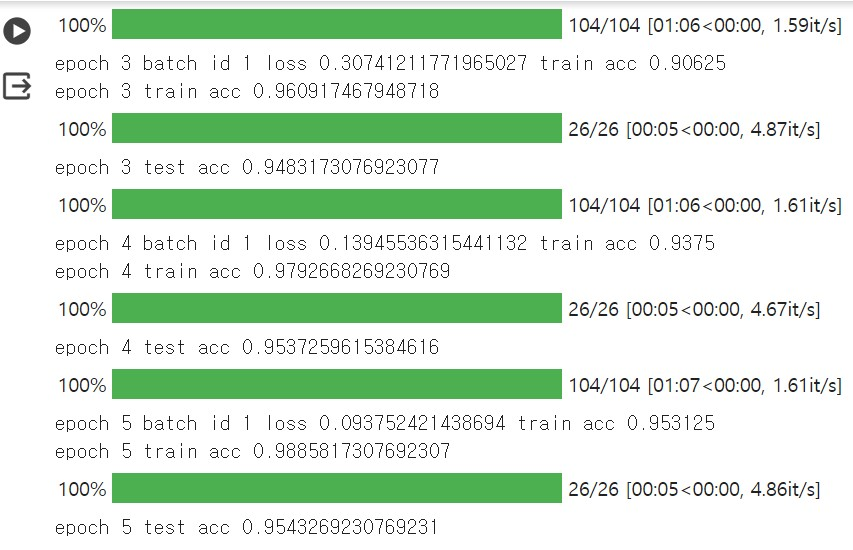 100% 104/104 [01:06<00:00, 1.59it/s]
epoch 3 batch id 1 loss 0.30741211771965027 train acc 0.90625
epoch 3 train acc 0.960917467948718
100% 26/26 [00:05<00:00, 4.87it/s]
epoch 3 test acc 0.9483173076923077
100% 104/104 [01:06<00:00, 1.61it/s]
epoch 4 batch id 1 loss 0.13945536315441132 train acc 0.9375
epoch 4 train acc 0.9792668269230769
100% 26/26 [00:05<00:00, 4.67it/s]
epoch 4 test acc 0.9537259615384616
100% 104/104 [01:07<00:00, 1.61it/s]
epoch 5 batch id 1 loss 0.093752421438694 train acc 0.953125
epoch 5 train acc 0.9885817307692307
100% 26/26 [00:05<00:00, 4.86it/s]
epoch 5 test acc 0.9543269230769231